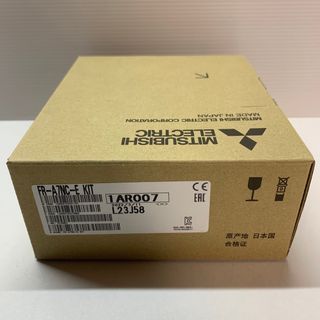 MITSUBISHI
ELECTRIC
MITSUBISHI ELECTRIC CORPORATION
MADE IN JAPAN
FR-A7NC-E KIT
1AR007
L23J58
CE
EAC
原产地 日本国
合格证